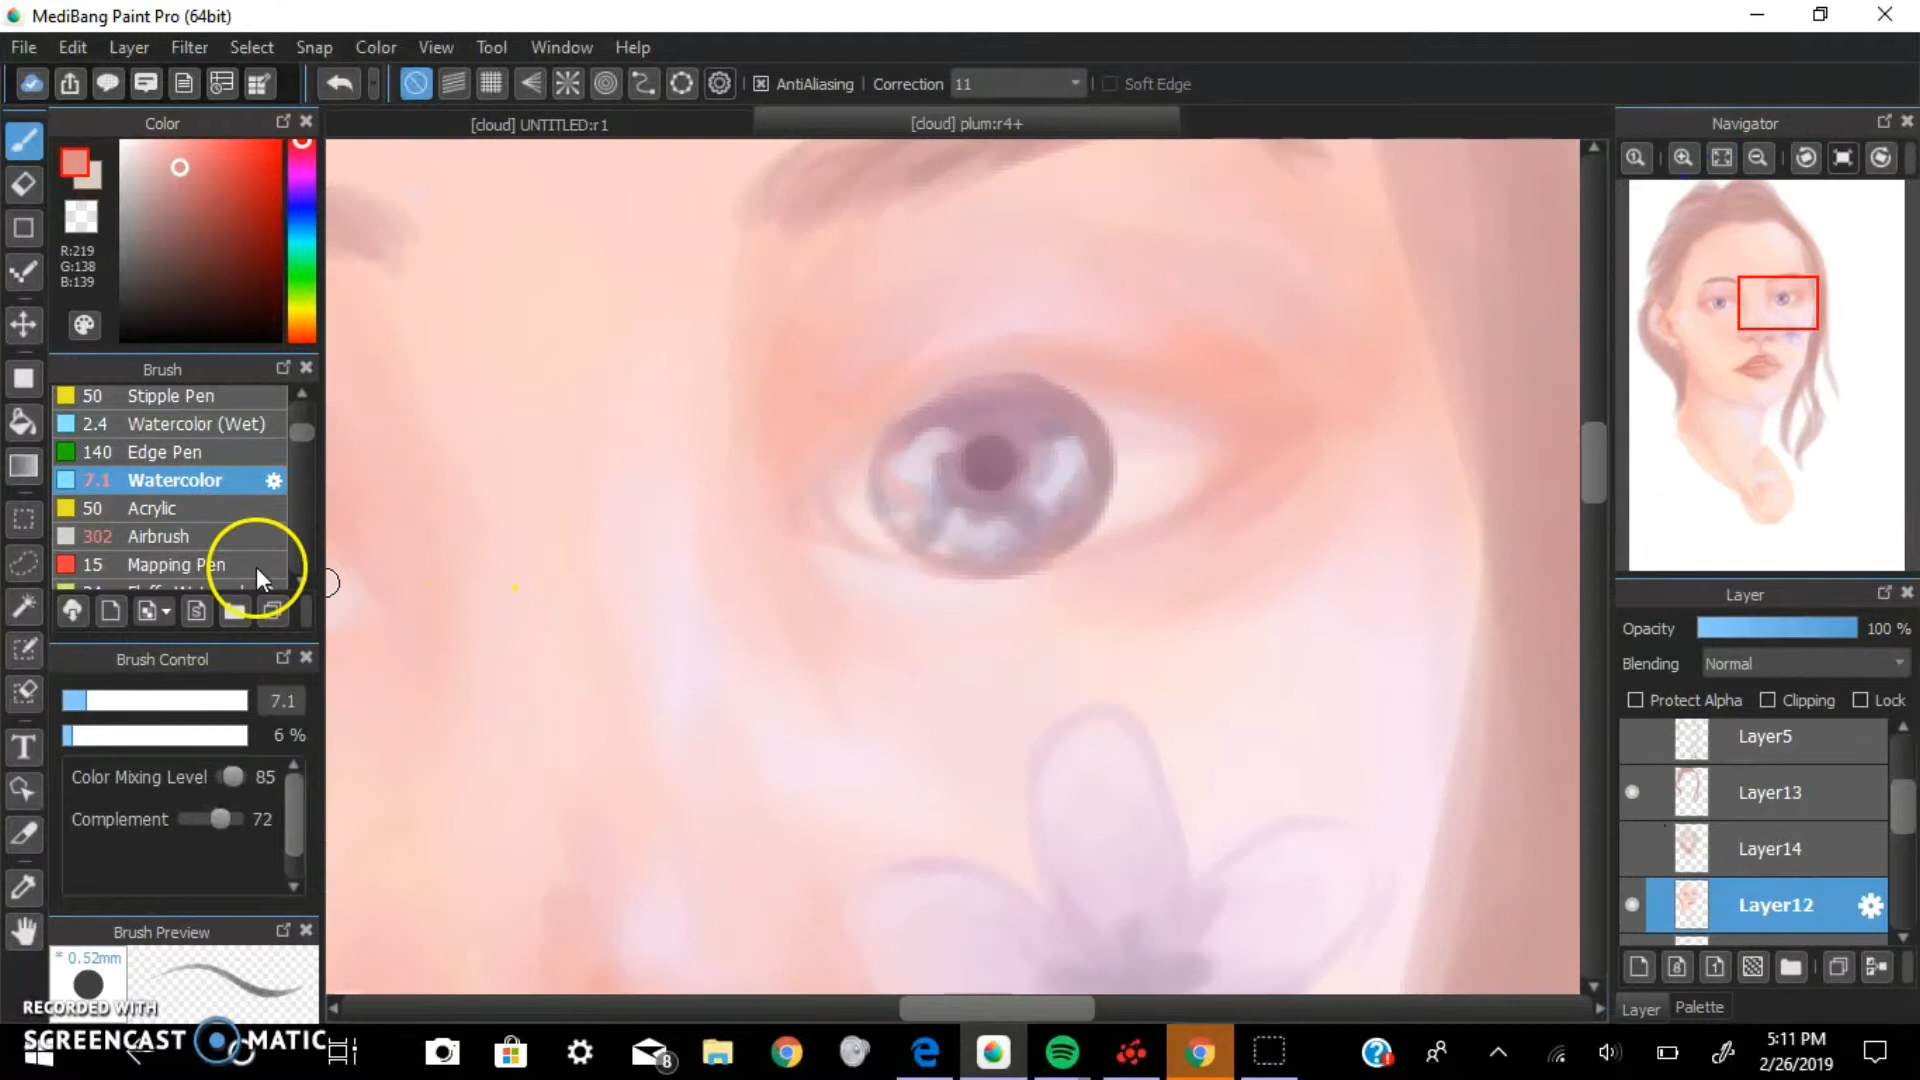 MediBang Paint Pro (64bit)
File Edit Layer Filter Select Snap Color View Tool Window Help
AntiAliasing Correction 11 Soft Edge
Color
[cloud] UNTITLED:r1
[cloud] plum:r4+
Navigator
R:219
G:138
B:139
Brush
50 Stipple Pen
2.4 Watercolor (Wet)
140 Edge Pen
7.1 Watercolor
50 Acrylic
302 Airbrush
15 Mapping Pen
Brush Control
7.1
6 %
Color Mixing Level 85
Complement 72
Brush Preview
* 0.52mm
Layer
Opacity 100 %
Blending Normal
Protect Alpha Clipping Lock
Layer5
Layer13
Layer14
Layer12
8 1
Layer Palette
RECORDED WITH
SCREENCAST MATIC
8
5:11 PM
2/26/2019